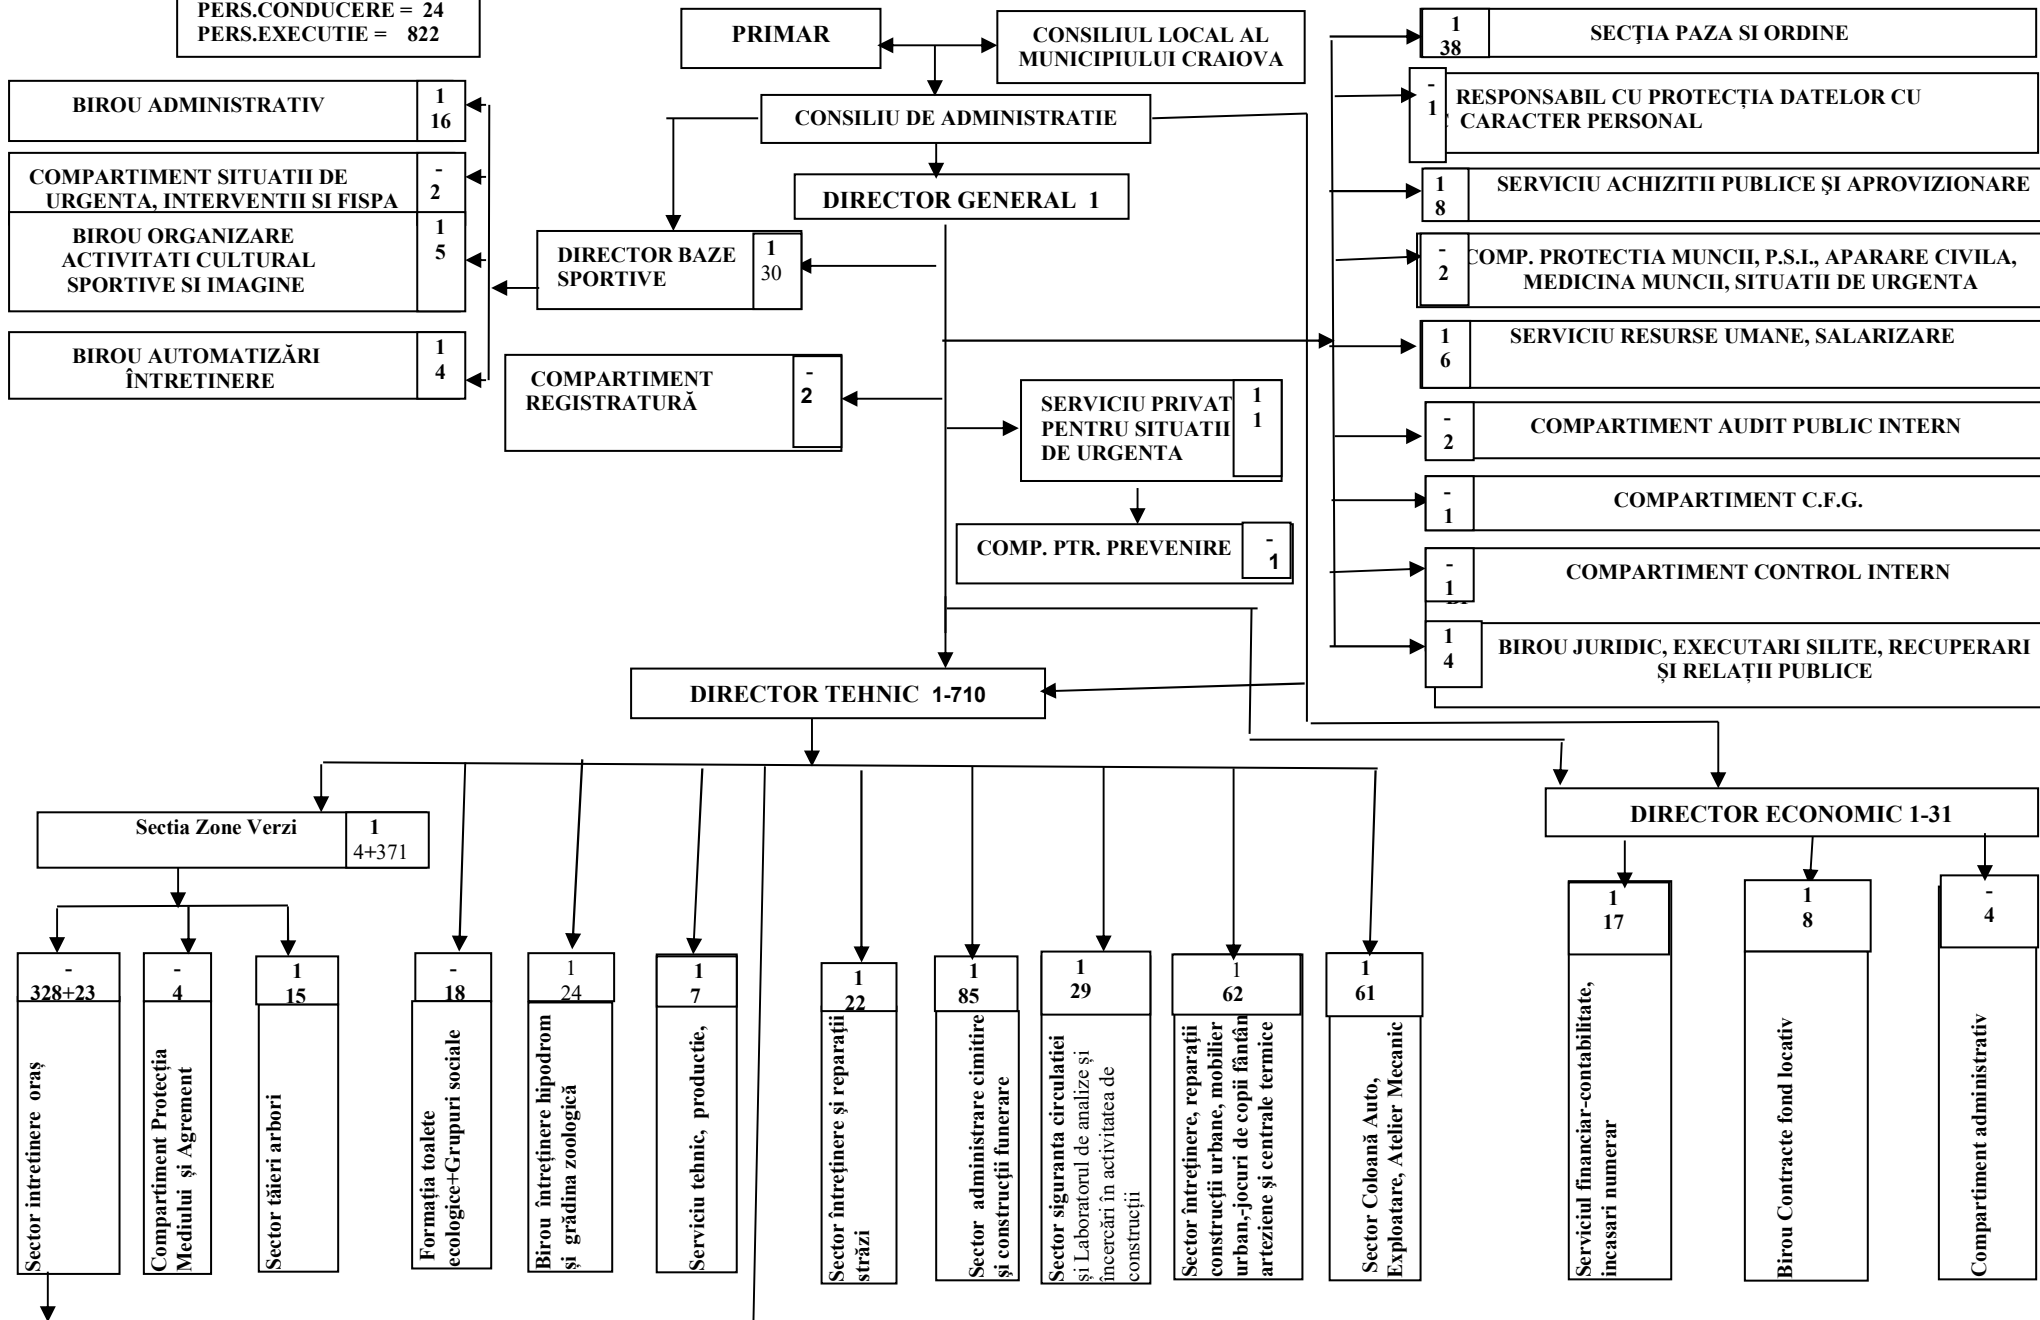 PERS.CONDUCERE = 24
PERS.EXECUTIE = 822
PRIMAR
CONSILIUL LOCAL AL
MUNICIPIULUI CRAIOVA
CONSILIU DE ADMINISTRATIE
DIRECTOR GENERAL 1
BIROU ADMINISTRATIV
1
16
COMPARTIMENT SITUATII DE
URGENTA, INTERVENTII SI FISPA
-
2
BIROU ORGANIZARE
ACTIVITATI CULTURAL
SPORTIVE SI IMAGINE
1
5
BIROU AUTOMATIZĂRI
ÎNTRETINERE
1
4
DIRECTOR BAZE
SPORTIVE
1
30
COMPARTIMENT
REGISTRATURĂ
-
2
SERVICIU PRIVAT
PENTRU SITUATII
DE URGENTA
1
1
COMP. PTR. PREVENIRE
-
1
1
38
SECŢIA PAZA SI ORDINE
-
1
RESPONSABIL CU PROTECȚIA DATELOR CU
CARACTER PERSONAL
1
8
SERVICIU ACHIZITII PUBLICE ŞI APROVIZIONARE
-
2
COMP. PROTECTIA MUNCII, P.S.I., APARARE CIVILA,
MEDICINA MUNCII, SITUATII DE URGENTA
1
6
SERVICIU RESURSE UMANE, SALARIZARE
-
2
COMPARTIMENT AUDIT PUBLIC INTERN
-
1
COMPARTIMENT C.F.G.
-
1
COMPARTIMENT CONTROL INTERN
1
4
BIROU JURIDIC, EXECUTARI SILITE, RECUPERARI
ȘI RELAȚII PUBLICE
DIRECTOR TEHNIC 1-710
DIRECTOR ECONOMIC 1-31
Sectia Zone Verzi
1
4+371
-
328+23
Sector intretinere oraș
-
4
Compartiment Protecția
Mediului și Agrement
1
15
Sector tăieri arbori
-
18
Formația toalete
ecologice+Grupuri sociale
1
24
Birou întreținere hipodrom
și grădina zoologică
1
7
Serviciu tehnic, productie,
1
22
Sector întreţinere şi reparaţii
străzi
1
85
Sector administrare cimitire
şi construcţii funerare
1
29
Sector siguranta circulatiei
și Laboratorul de analize și
încercări în activitatea de
construcții
1
62
Sector întreţinere, reparaţii
construcţii urbane, mobilier
urban,-jocuri de copii fântân
arteziene şi centrale termice
1
61
Sector Coloană Auto,
Exploatare, Atelier Mecanic
1
17
Serviciul financiar-contabilitate,
incasari numerar
1
8
Birou Contracte fond locativ
-
4
Compartiment administrativ